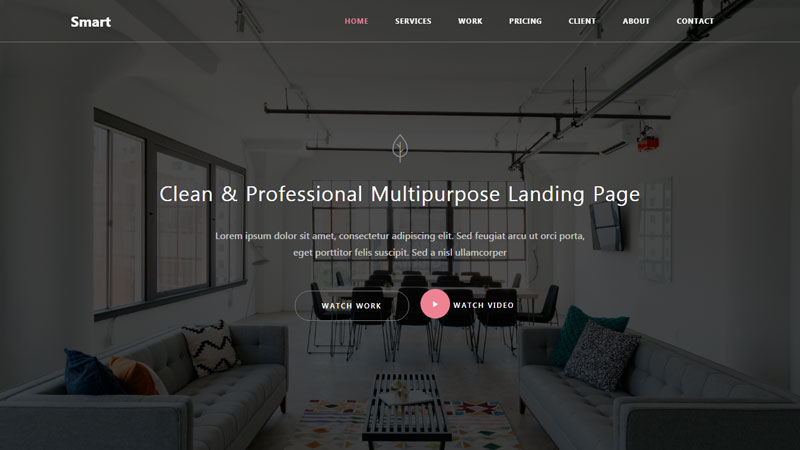 Smart
HOME SERVICES WORK PRICING CLIENT ABOUT CONTACT
Clean & Professional Multipurpose Landing Page
Lorem ipsum dolor sit amet, consectetur adipiscing elit. Sed feugiat arcu ut orci porta,
eget porttitor felis suscipit. Sed a nisl ullamcorper
WATCH WORK
WATCH VIDEO